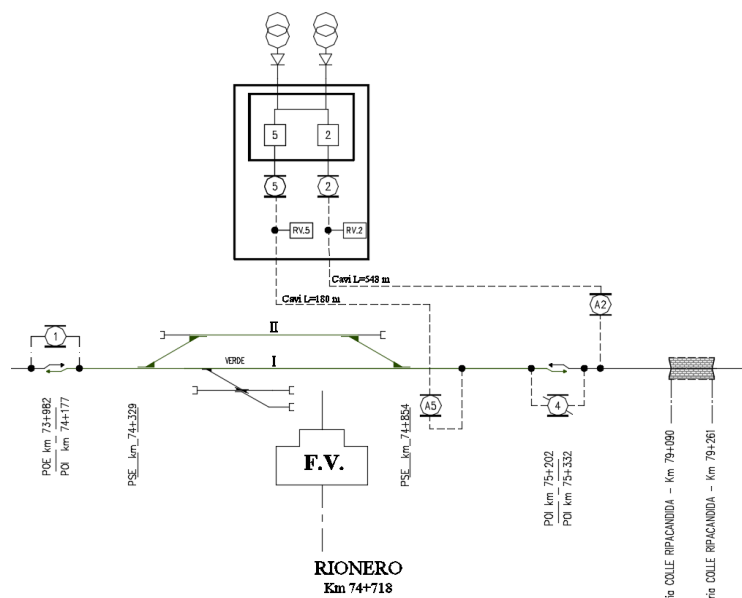 5
2
5
2
RV.5
RV.2
Cavi L=548 m
Cavi L=180 m
A2
1
II
VERDE
I
A5
4
POE km 73+982
POI km 74+177
PSE km 74+329
PSE km 74+854
POI km 75+202
POI km 75+332
COLLE RIPACANDIDA - Km 79+090
COLLE RIPACANDIDA - Km 79+261
F.V.
RIONERO
Km 74+718